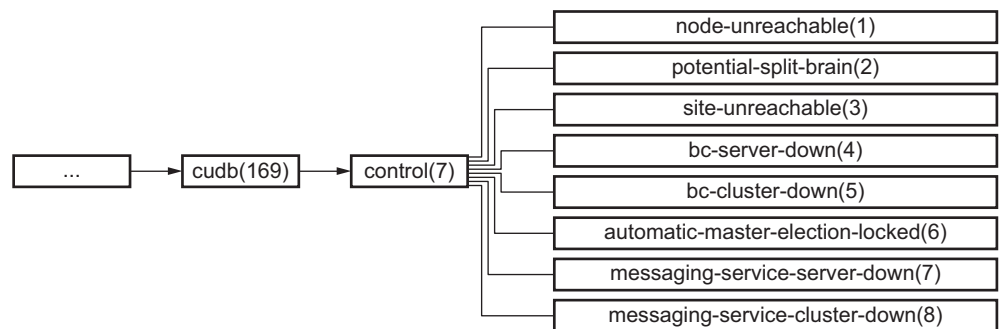 node-unreachable(1)
potential-split-brain(2)
site-unreachable(3)
bc-server-down(4)
... cudb(169) control(7)
bc-cluster-down(5)
automatic-master-election-locked(6)
messaging-service-server-down(7)
messaging-service-cluster-down(8)